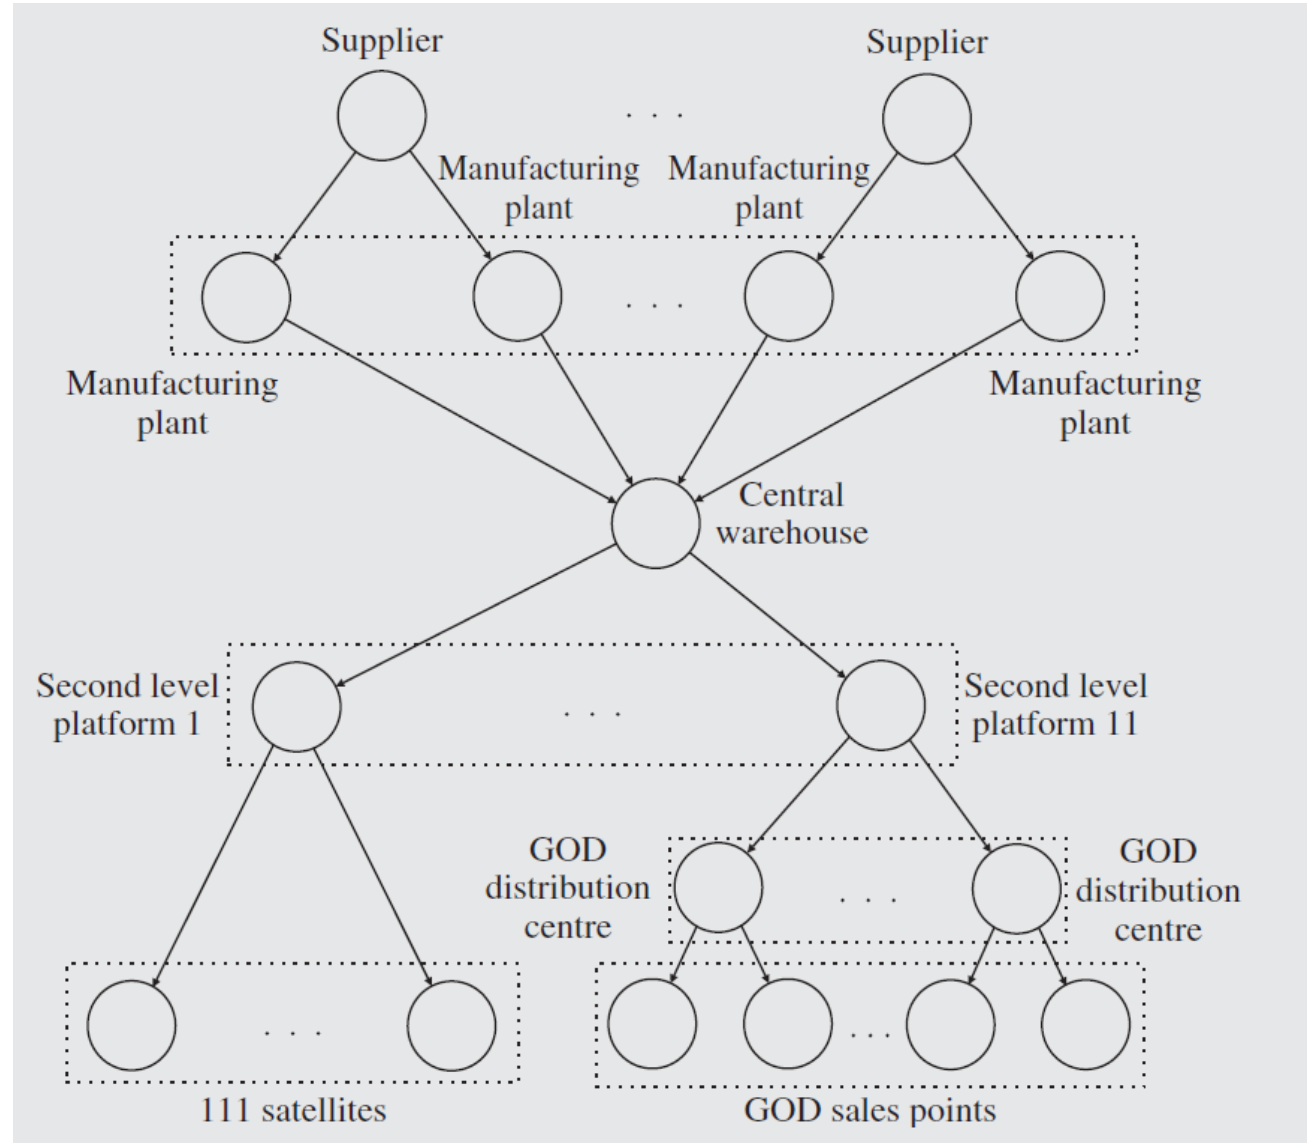 Supplier
Supplier
. . .
Manufacturing
plant
Manufacturing
plant
. . .
Manufacturing
plant
Manufacturing
plant
Central
warehouse
Second level
platform 1
. . .
Second level
platform 11
GOD
distribution
centre
. . .
GOD
distribution
centre
. . .
. . .
111 satellites
GOD sales points